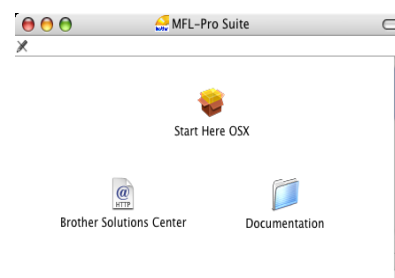 MFL-Pro Suite
Start Here OSX
@
HTTP
Brother Solutions Center
Documentation